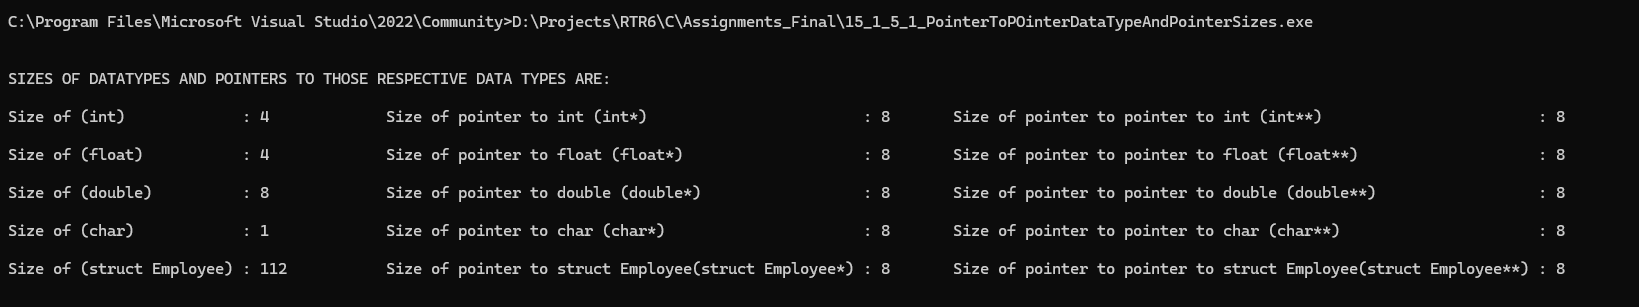 C:\Program Files\Microsoft Visual Studio\2022\Community>D:\Projects\RTR6\C\Assignments_Final\15_1_5_1_PointerToPOinterDataTypeAndPointerSizes.exe
SIZES OF DATATYPES AND POINTERS TO THOSE RESPECTIVE DATA TYPES ARE:
Size of (int)             : 4             Size of pointer to int (int*)                        : 8       Size of pointer to pointer to int (int**)                        : 8
Size of (float)           : 4             Size of pointer to float (float*)                    : 8       Size of pointer to pointer to float (float**)                    : 8
Size of (double)          : 8             Size of pointer to double (double*)                  : 8       Size of pointer to pointer to double (double**)                  : 8
Size of (char)            : 1             Size of pointer to char (char*)                      : 8       Size of pointer to pointer to char (char**)                      : 8
Size of (struct Employee) : 112           Size of pointer to struct Employee(struct Employee*) : 8       Size of pointer to pointer to struct Employee(struct Employee**) : 8